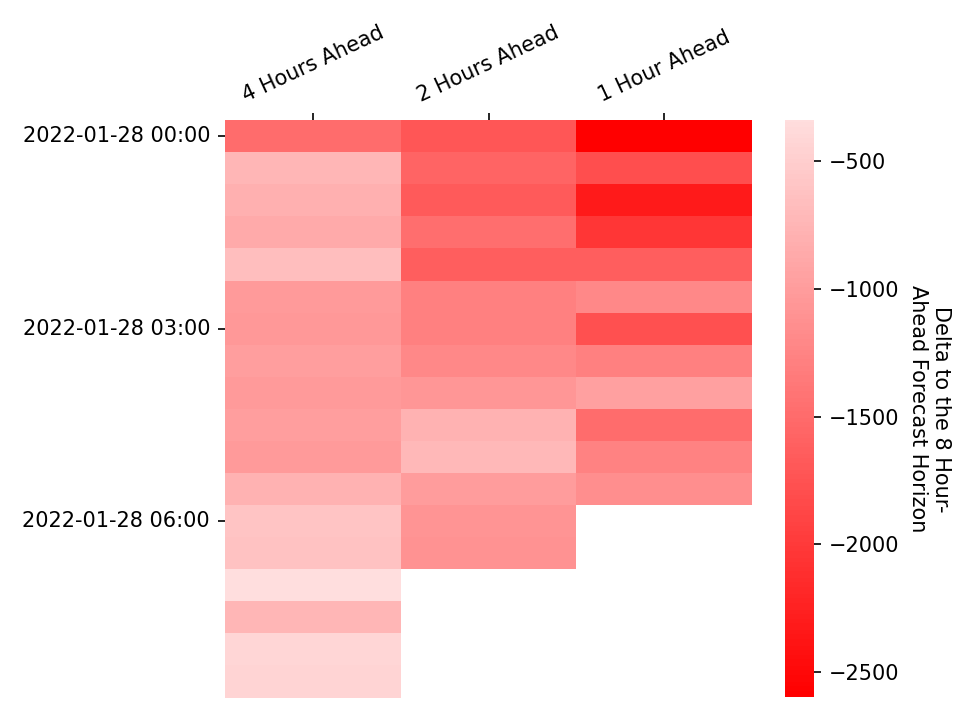 4 Hours Ahead
2 Hours Ahead
1 Hour Ahead
2022-01-28 00:00
2022-01-28 03:00
2022-01-28 06:00
−500
−1000
−1500
−2000
−2500
Delta to the 8 Hour-
Ahead Forecast Horizon